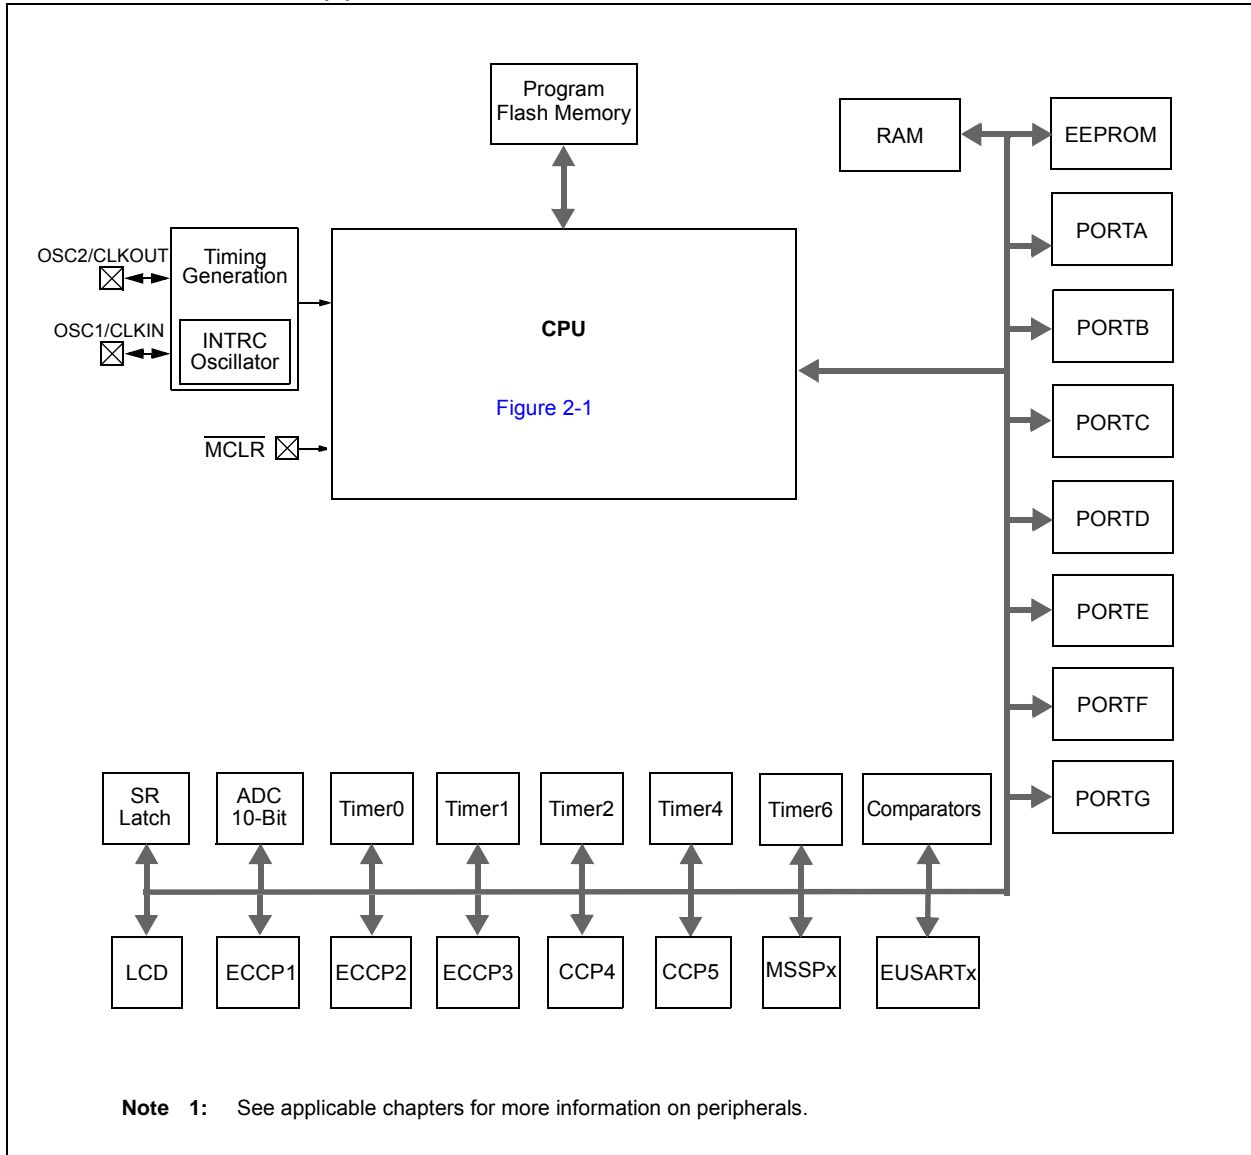 Program
Flash Memory
RAM
EEPROM
OSC2/CLKOUT
Timing
Generation
OSC1/CLKIN
INTRC
Oscillator
MCLR
CPU
Figure 2-1
PORTA
PORTB
PORTC
PORTD
PORTE
PORTF
PORTG
SR
Latch
ADC
10-Bit
Timer0
Timer1
Timer2
Timer4
Timer6
Comparators
LCD
ECCP1
ECCP2
ECCP3
CCP4
CCP5
MSSPx
EUSARTx
Note 1: See applicable chapters for more information on peripherals.